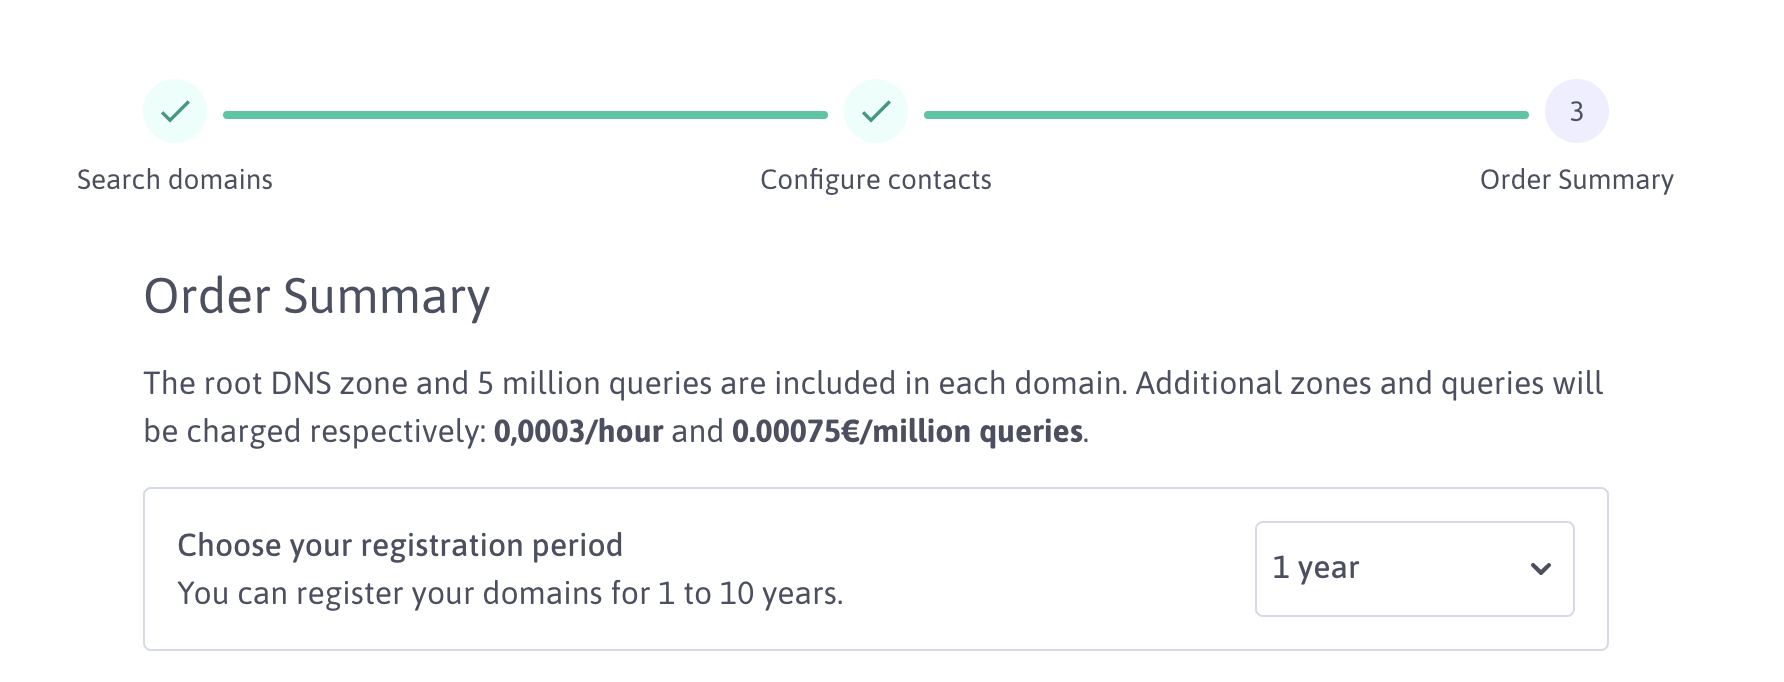 3
Search domains
Configure contacts
Order Summary
Order Summary
The root DNS zone and 5 million queries are included in each domain. Additional zones and queries will
be charged respectively: 0,0003/hour and 0.00075€/million queries.
Choose your registration period
You can register your domains for 1 to 10 years.
1 year